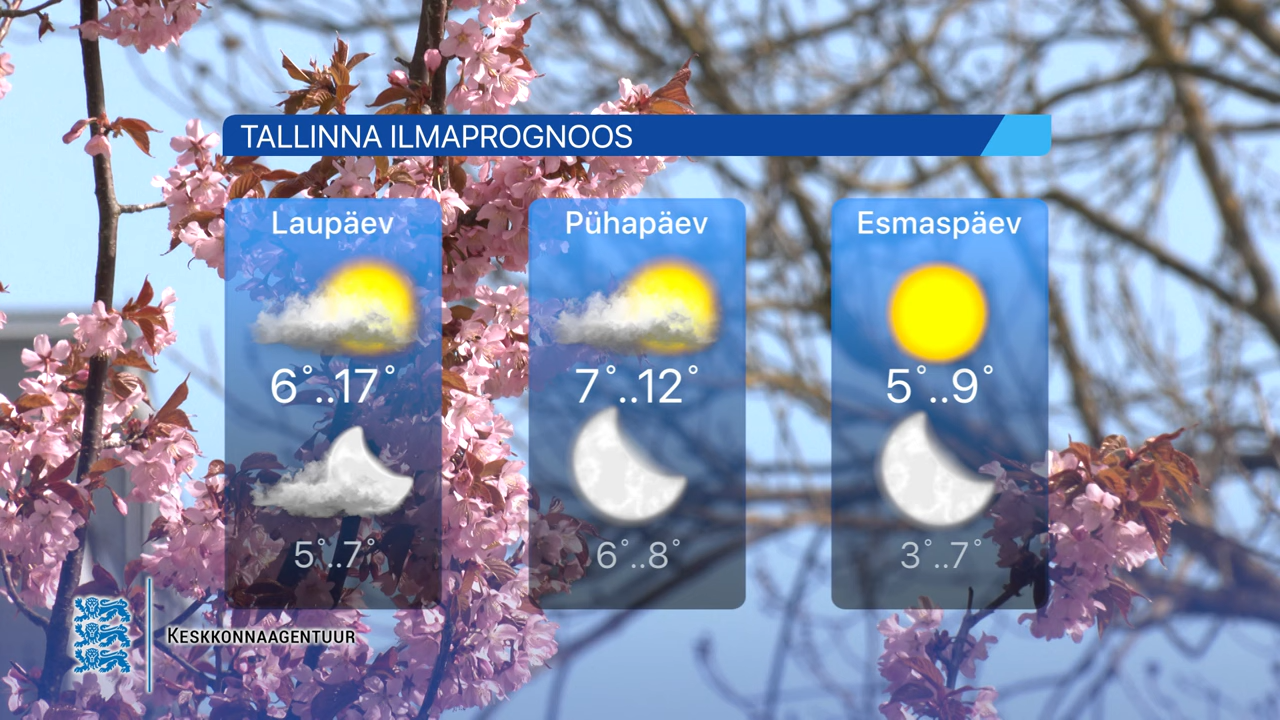 TALLINNA ILMAPROGNOOS
Laupäev
Pühapäev
Esmaspäev
6°..17°
7°..12°
5°..9°
5°..7°
6°..8°
3°..7°
KESKKONNAAGENTUUR